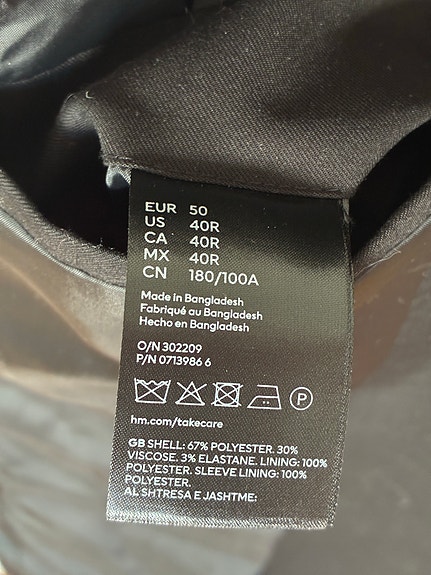 EUR 50
US 40R
CA 40R
MX 40R
CN 180/100A
Made in Bangladesh
Fabriqué au Bangladesh
Hecho en Bangladesh
O/N 302209
P/N 0713986 6
P
hm.com/takecare
GB SHELL: 67% POLYESTER. 30%
VISCOSE. 3% ELASTANE. LINING: 100%
POLYESTER. SLEEVE LINING: 100%
POLYESTER.
AL SHTRESA E JASHTME: